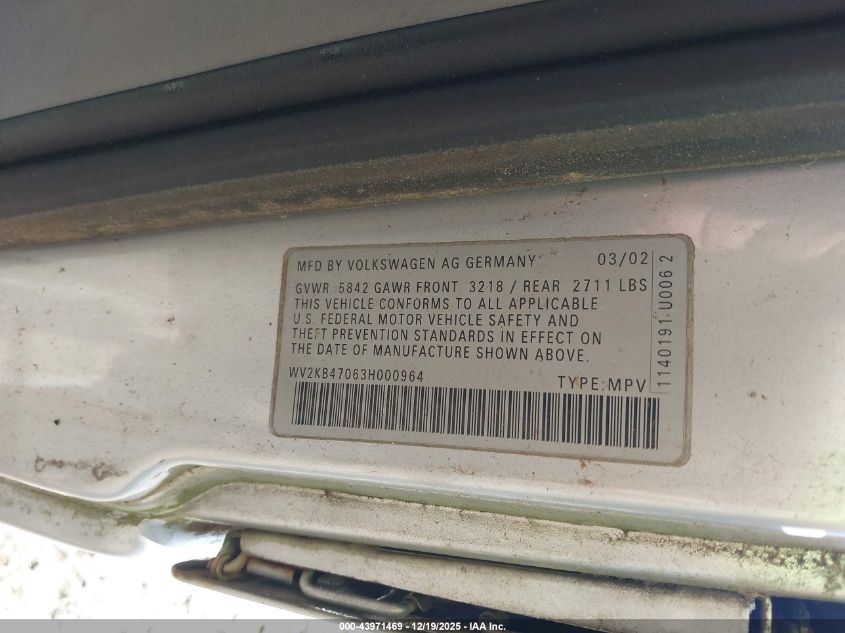 MFD BY VOLKSWAGEN AG GERMANY 03/02
GVWR 5842 GAWR FRONT 3218 / REAR 2711 LBS
THIS VEHICLE CONFORMS TO ALL APPLICABLE
U.S. FEDERAL MOTOR VEHICLE SAFETY AND
THEFT PREVENTION STANDARDS IN EFFECT ON
THE DATE OF MANUFACTURE SHOWN ABOVE.
WV2KB47063H000964 TYPE:MPV
1140191-U006 2
000-43971469 - 12/19/2025 - IAA Inc.